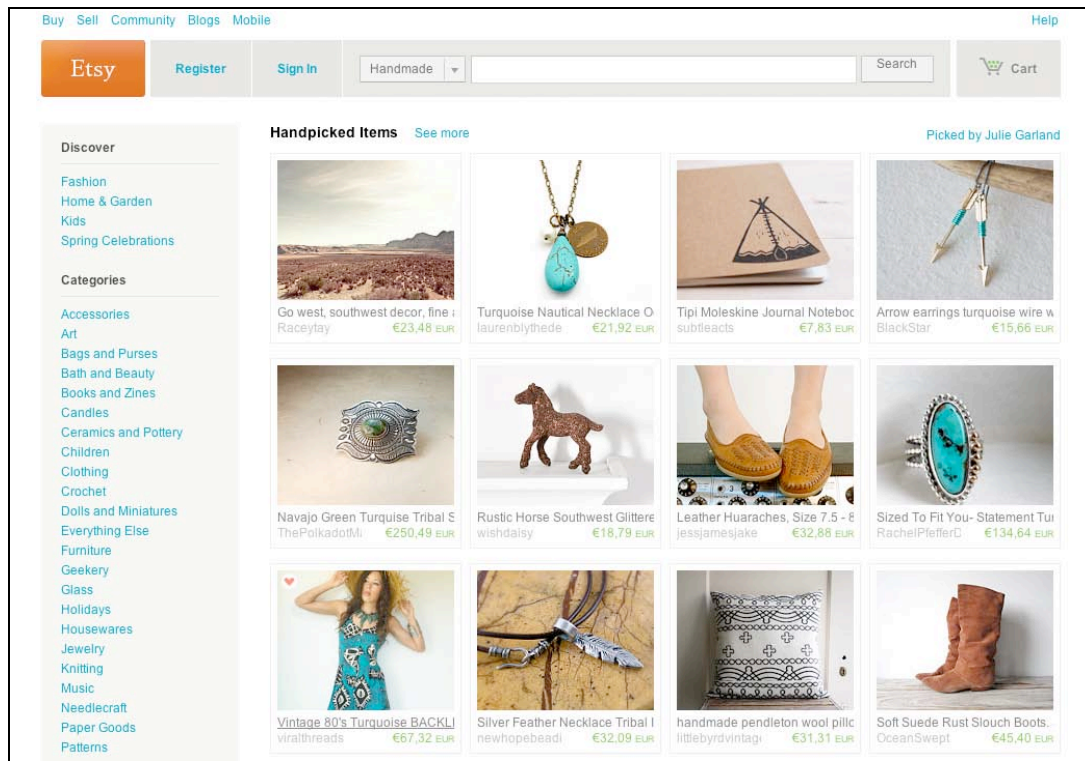 Buy Sell Community Blogs Mobile Help
Etsy Register Sign In Handmade Search Cart
Discover
Fashion
Home & Garden
Kids
Spring Celebrations
Categories
Accessories
Art
Bags and Purses
Bath and Beauty
Books and Zines
Candles
Ceramics and Pottery
Children
Clothing
Crochet
Dolls and Miniatures
Everything Else
Furniture
Geekery
Glass
Holidays
Housewares
Jewelry
Knitting
Music
Needlecraft
Paper Goods
Patterns
Handpicked Items See more Picked by Julie Garland
Go west, southwest decor, fine
Raceytay €23,48 EUR
Turquoise Nautical Necklace O
laurenblythede €21,92 EUR
Tipi Moleskine Journal Noteboo
subtleacts €7,83 EUR
Arrow earrings turquoise wire w
BlackStar €15,66 EUR
Navajo Green Turquise Tribal S
ThePolkadotM €250,49 EUR
Rustic Horse Southwest Glittere
wishdaisy €18,79 EUR
Leather Huaraches, Size 7.5 - 8
jessjamesjake €32,88 EUR
Sized To Fit You- Statement Tu
RachelPfeffer €134,64 EUR
Vintage 80's Turquoise BACKL
viralthreads €67,32 EUR
Silver Feather Necklace Tribal
newhopebeadi €32,09 EUR
handmade pendleton wool pillo
littlebyrdvintage €31,31 EUR
Soft Suede Rust Slouch Boots.
OceanSwept €45,40 EUR